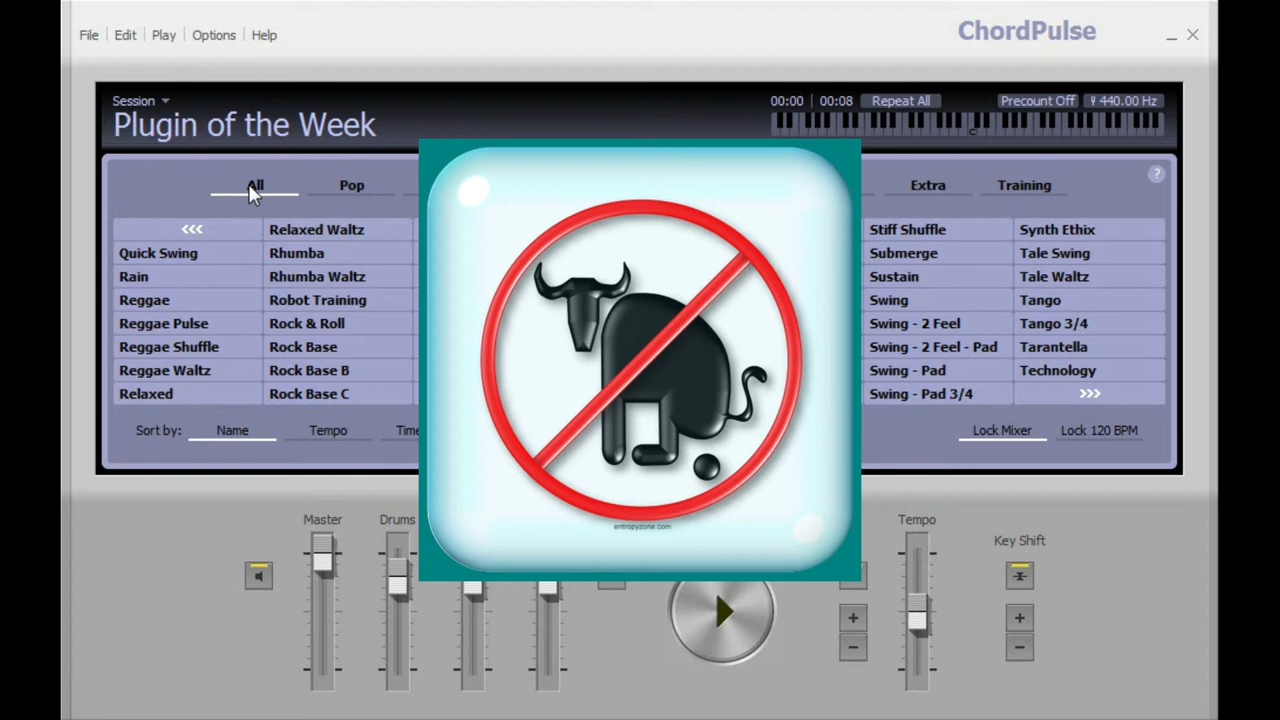 File Edit Play Options Help
ChordPulse
Session
00:00 00:08 Repeat All Precount Off 440.00 Hz
Plugin of the Week
C
All Pop Extra Training ?
<<< Relaxed Waltz Stiff Shuffle Synth Ethix
Quick Swing Rhumba Submerge Tale Swing
Rain Rhumba Waltz Sustain Tale Waltz
Reggae Robot Training Swing Tango
Reggae Pulse Rock & Roll Swing - 2 Feel Tango 3/4
Reggae Shuffle Rock Base Swing - 2 Feel - Pad Tarantella
Reggae Waltz Rock Base B Swing - Pad Technology
Relaxed Rock Base C Swing - Pad 3/4 >>>
Sort by: Name Tempo Time Lock Mixer Lock 120 BPM
entropyzone.com
Master Drums Tempo
Key Shift